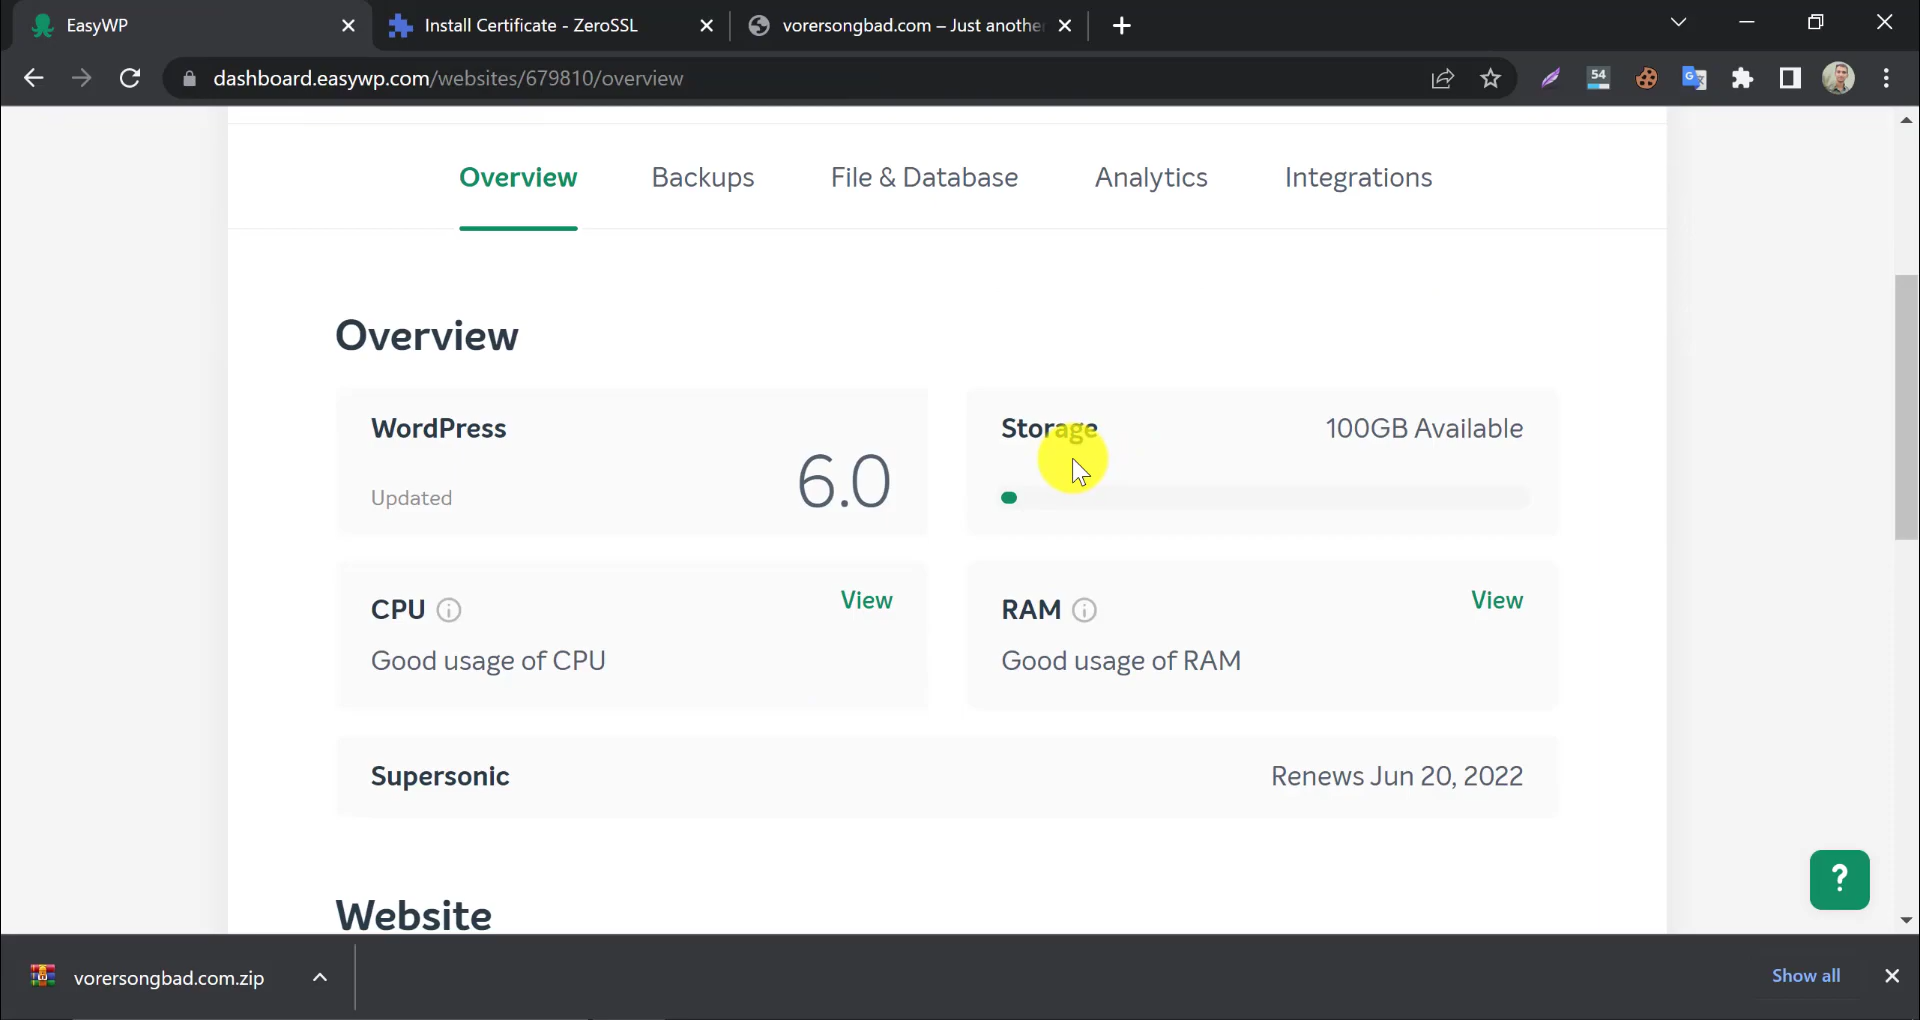 EasyWP
Install Certificate - ZeroSSL
vorersongbad.com – Just anothe
dashboard.easywp.com/websites/679810/overview
54
Overview
Backups
File & Database
Analytics
Integrations
Overview
WordPress
6.0
Updated
Storage
100GB Available
CPU
View
Good usage of CPU
RAM
View
Good usage of RAM
Supersonic
Renews Jun 20, 2022
Website
?
vorersongbad.com.zip
Show all